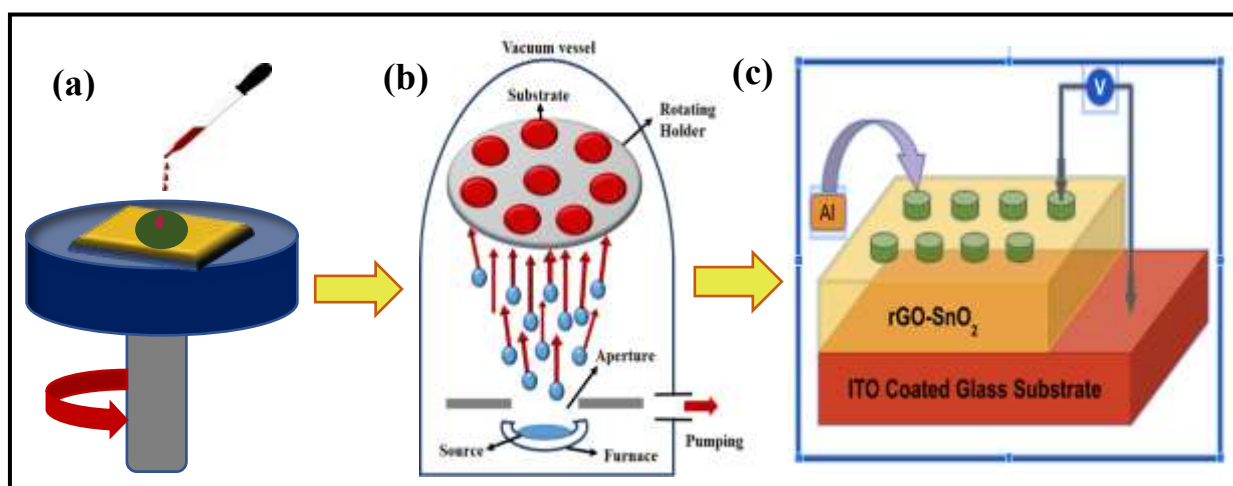 (a)
(b)
Vacuum vessel
Substrate
Rotating
Holder
Aperture
Source
Furnace
Pumping
(c)
V
Al
rGO-SnO₂
ITO Coated Glass Substrate